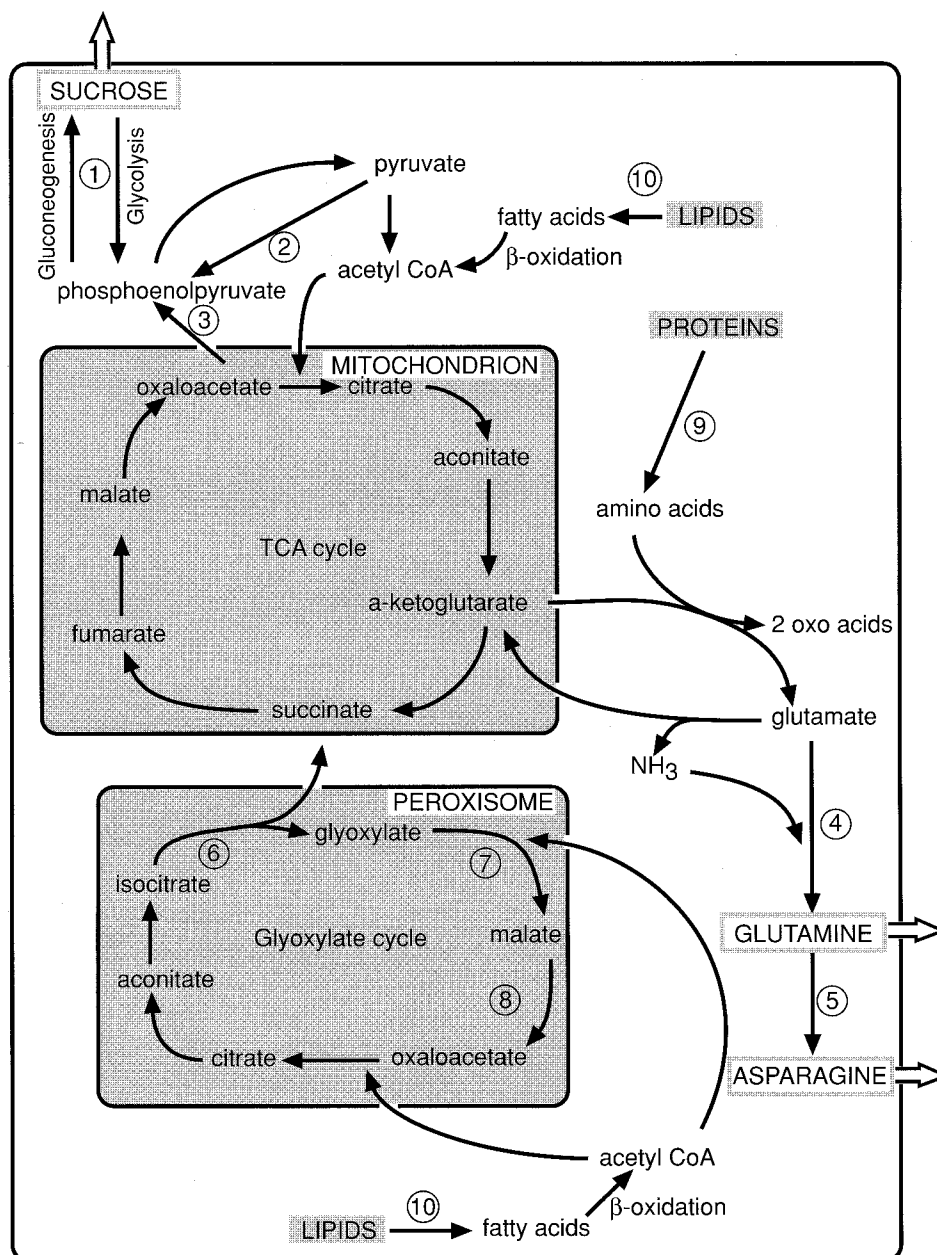 SUCROSE
Gluconeogenesis
1
Glycolysis
pyruvate
10
fatty acids
LIPIDS
β-oxidation
2
acetyl CoA
phosphoenolpyruvate
3
PROTEINS
MITOCHONDRION
oxaloacetate
citrate
9
aconitate
malate
amino acids
TCA cycle
a-ketoglutarate
2 oxo acids
fumarate
succinate
glutamate
NH3
PEROXISOME
glyoxylate
4
6
7
isocitrate
Glyoxylate cycle
malate
GLUTAMINE
aconitate
8
5
citrate
oxaloacetate
ASPARAGINE
acetyl CoA
10
β-oxidation
LIPIDS
fatty acids